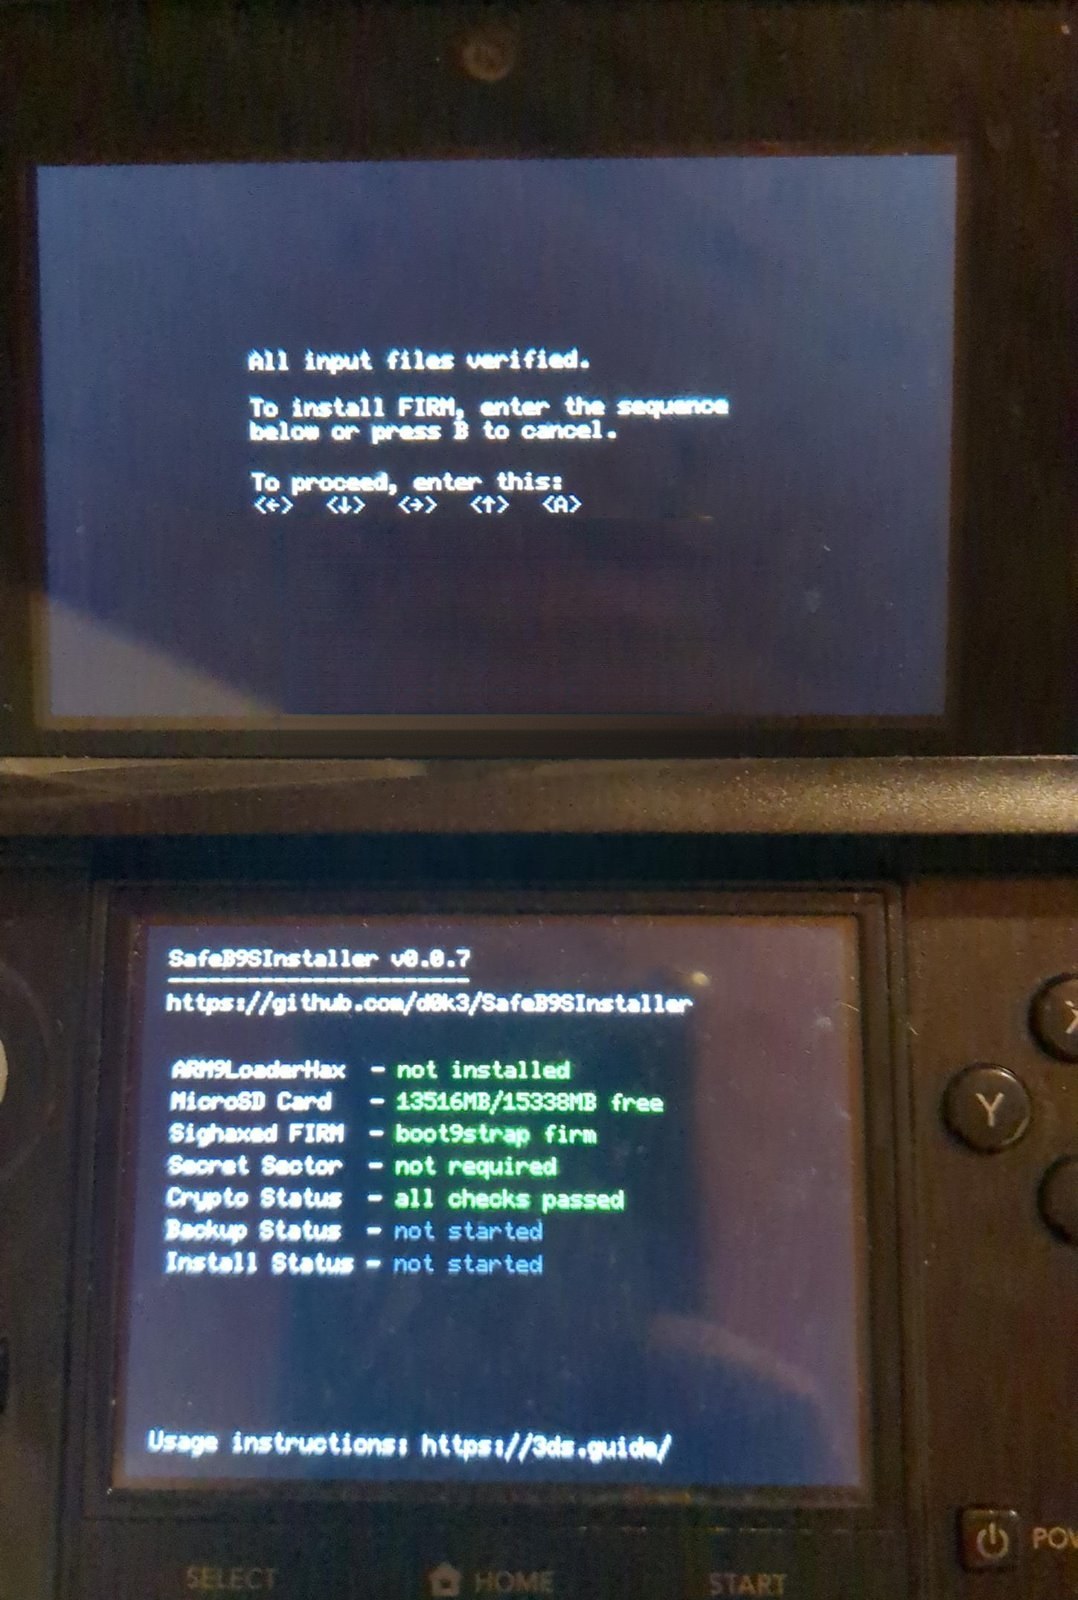 All input files verified.
To install FIRM, enter the sequence
below or press B to cancel.
To proceed, enter this:
<←> <↓> <→> <↑> <A>
SafeB9SInstaller v0.0.7
https://github.com/d0k3/SafeB9SInstaller
ARM9LoaderHax - not installed
MicroSD Card - 13516MB/15338MB free
Sighaxed FIRM - boot9strap firm
Secret Sector - not required
Crypto Status - all checks passed
Backup Status - not started
Install Status - not started
Usage instructions: https://3ds.guide/
X
Y
SELECT HOME START
POW